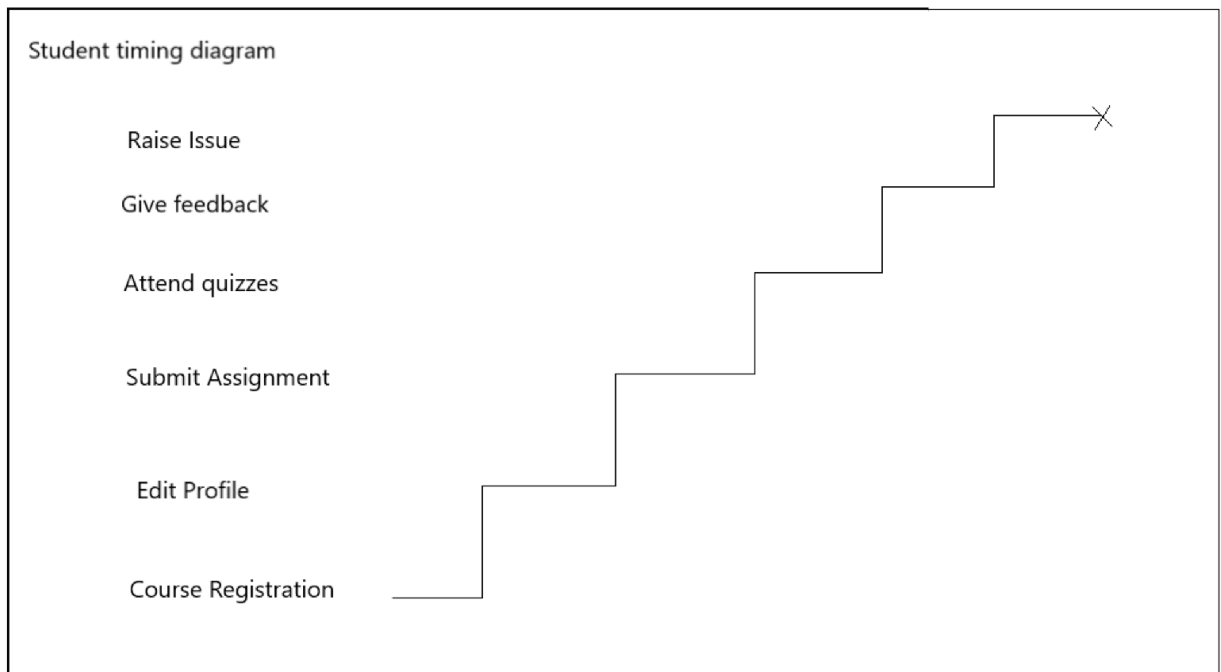 Student timing diagram
Raise Issue
Give feedback
Attend quizzes
Submit Assignment
Edit Profile
Course Registration